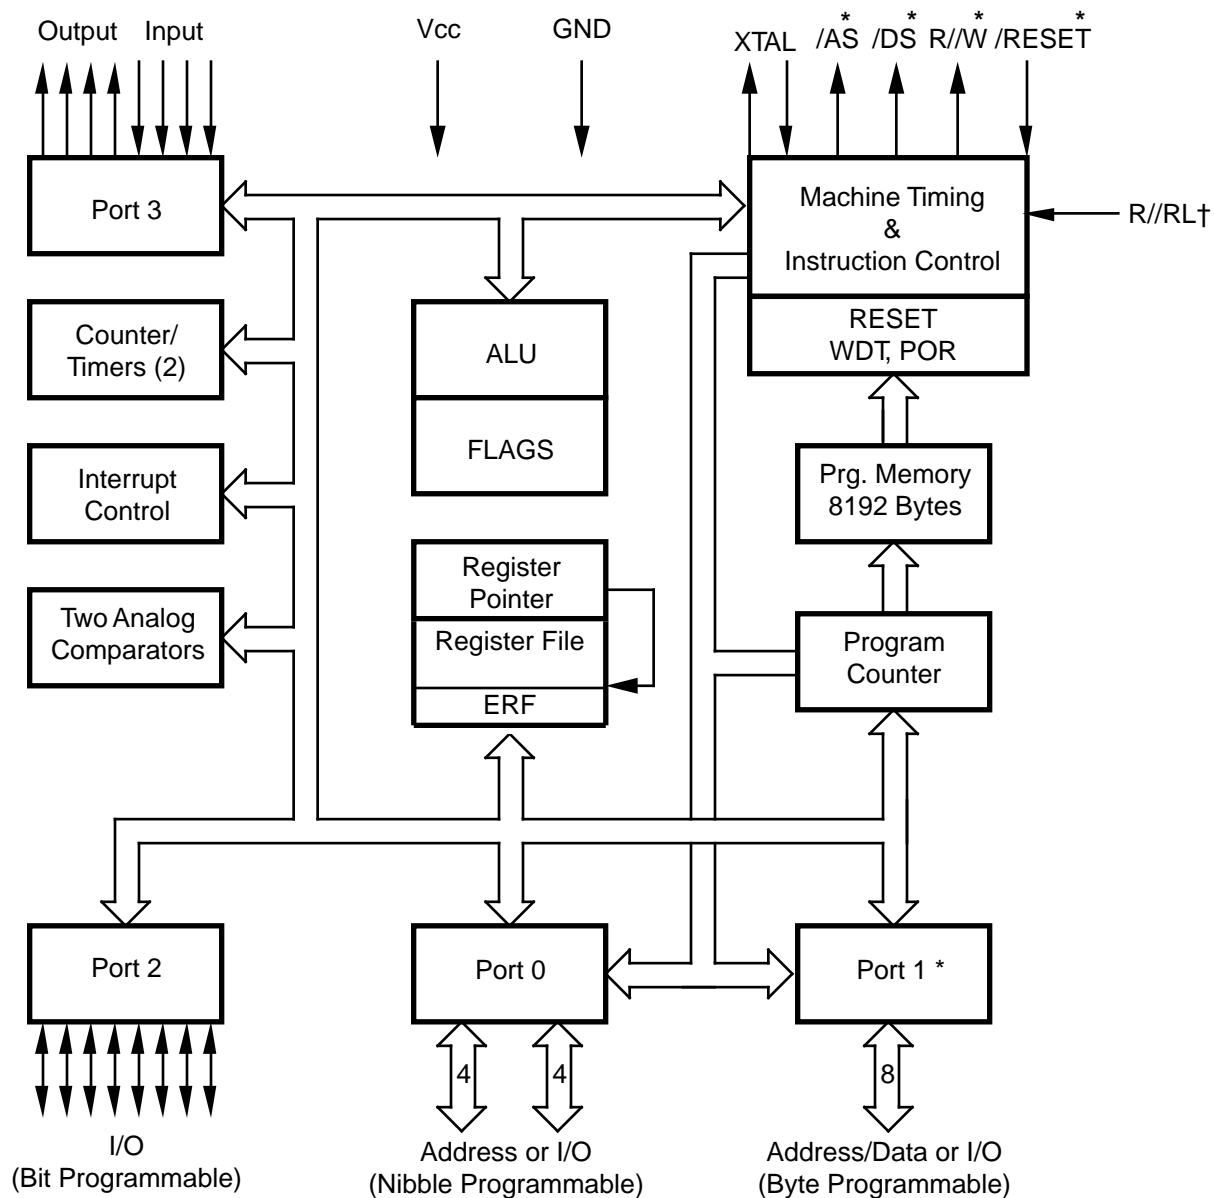 Output Input Vcc GND
* * * *
XTAL /AS /DS R//W /RESET
Port 3
Machine Timing
&
Instruction Control
R//RL†
RESET
WDT, POR
Counter/
Timers (2)
ALU
FLAGS
Interrupt
Control
Prg. Memory
8192 Bytes
Two Analog
Comparators
Register
Pointer
Register File
ERF
Program
Counter
Port 2
Port 0
Port 1 *
4
4
8
I/O
(Bit Programmable)
Address or I/O
(Nibble Programmable)
Address/Data or I/O
(Byte Programmable)